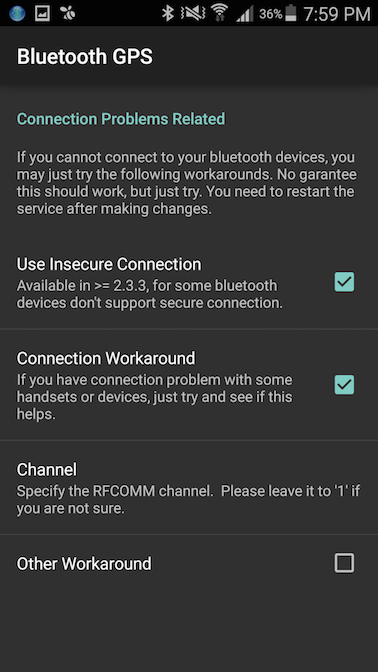 36% 7:59 PM
Bluetooth GPS
Connection Problems Related
If you cannot connect to your bluetooth devices, you
may just try the following workarounds. No garantee
this should work, but just try. You need to restart the
service after making changes.
Use Insecure Connection
Available in >= 2.3.3, for some bluetooth
devices don't support secure connection.
Connection Workaround
If you have connection problem with some
handsets or devices, just try and see if this
helps.
Channel
Specify the RFCOMM channel.  Please leave it to '1' if
you are not sure.
Other Workaround